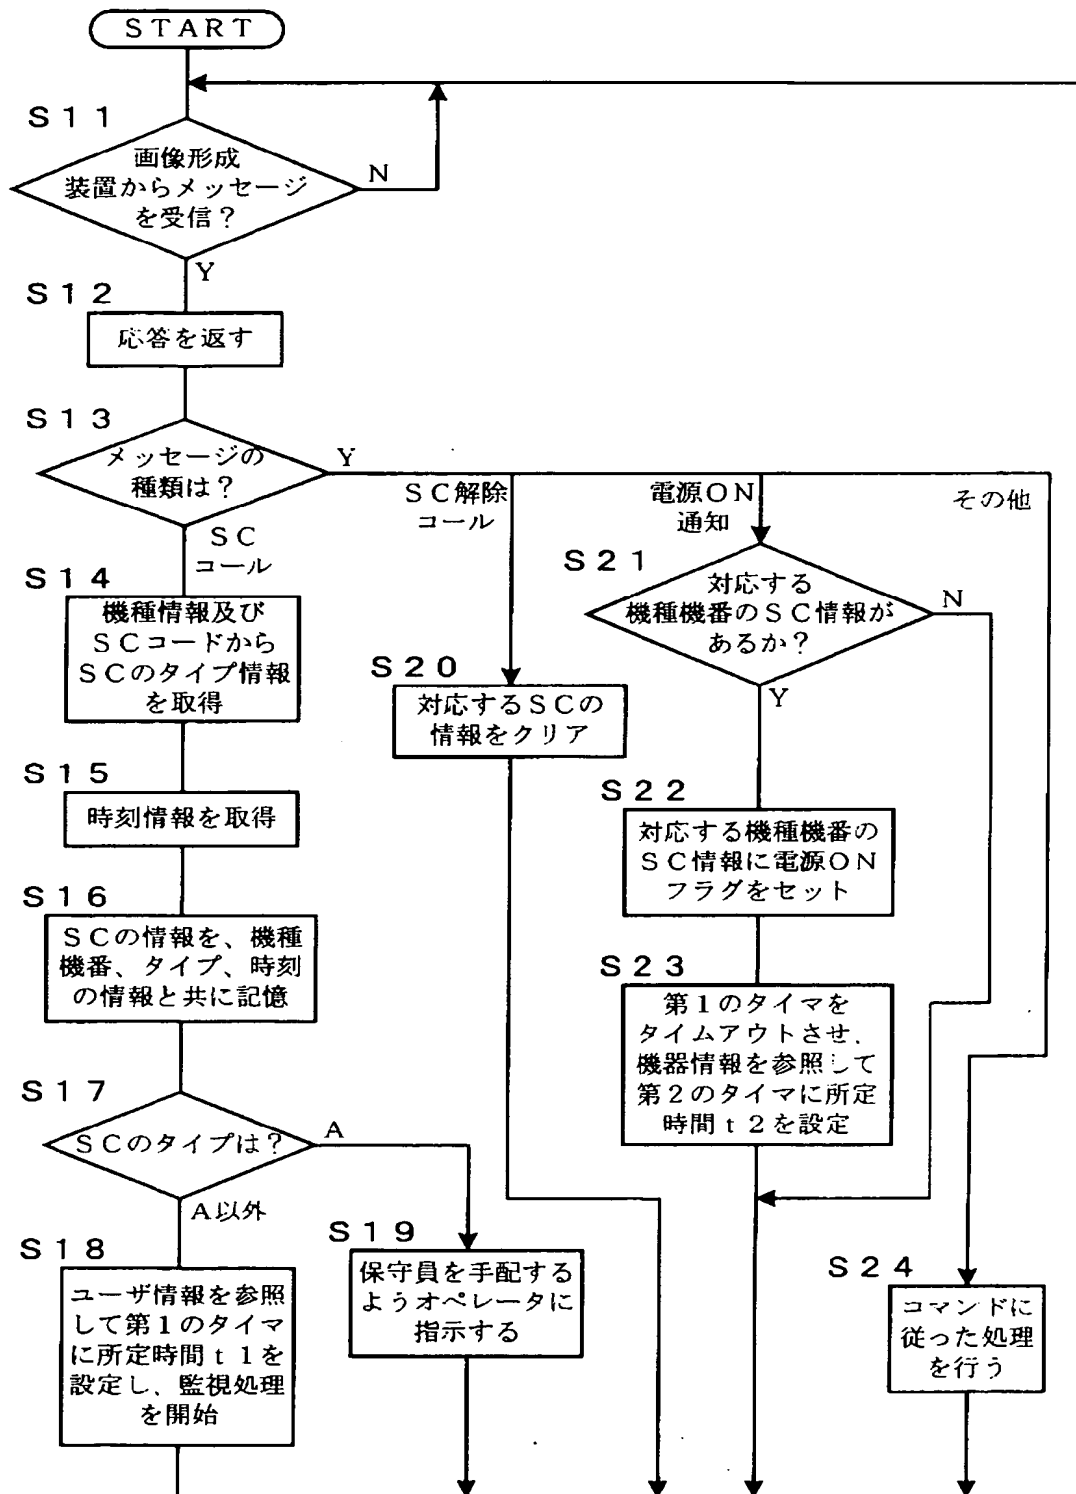 START
S11
画像形成
装置からメッセージ
を受信?
N
Y
S12
応答を返す
S13
メッセージの
種類は?
Y
SC
コール
SC解除
コール
電源ON
通知
その他
S14
機種情報及び
SCコードから
SCのタイプ情報
を取得
S15
時刻情報を取得
S16
SCの情報を、機種
機番、タイプ、時刻
の情報と共に記憶
S17
SCのタイプは?
A
A以外
S18
ユーザ情報を参照
して第1のタイマ
に所定時間t1を
設定し、監視処理
を開始
S19
保守員を手配する
ようオペレータに
指示する
S20
対応するSCの
情報をクリア
S21
対応する
機種機番のSC情報が
あるか?
N
Y
S22
対応する機種機番の
SC情報に電源ON
フラグをセット
S23
第1のタイマを
タイムアウトさせ、
機器情報を参照して
第2のタイマに所定
時間t2を設定
S24
コマンドに
従った処理
を行う